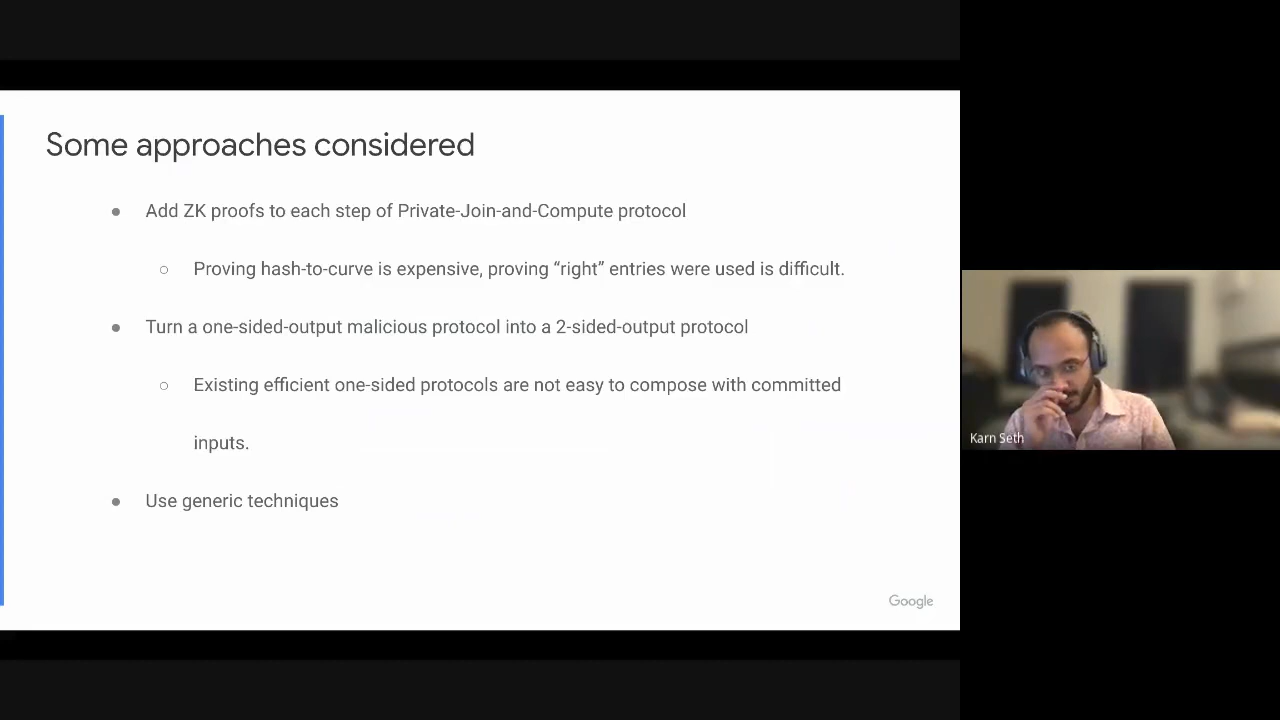 Some approaches considered
● Add ZK proofs to each step of Private-Join-and-Compute protocol
○ Proving hash-to-curve is expensive, proving “right” entries were used is difficult.
● Turn a one-sided-output malicious protocol into a 2-sided-output protocol
○ Existing efficient one-sided protocols are not easy to compose with committed
inputs.
● Use generic techniques
Google
Karn Seth